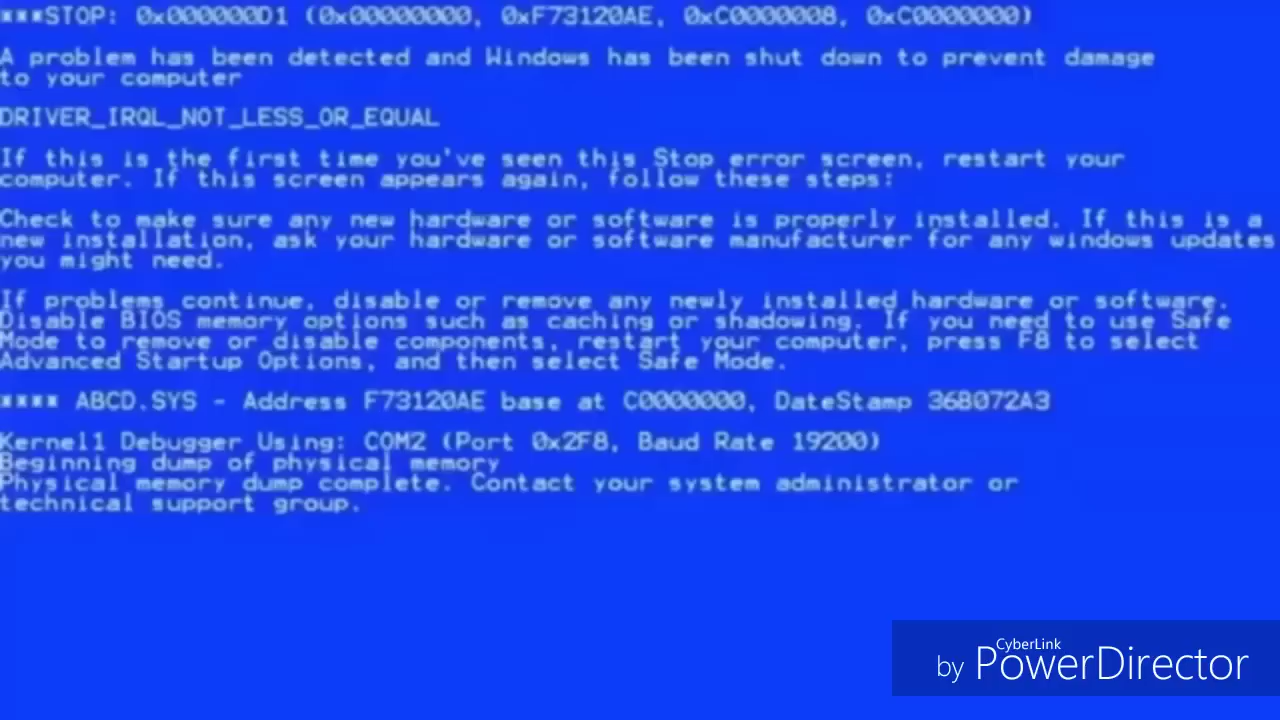 ***STOP: 0x000000D1 (0x00000000, 0xF73120AE, 0xC0000008, 0xC0000000)
A problem has been detected and Windows has been shut down to prevent damage
to your computer
DRIVER_IRQL_NOT_LESS_OR_EQUAL
If this is the first time you've seen this Stop error screen, restart your
computer. If this screen appears again, follow these steps:
Check to make sure any new hardware or software is properly installed. If this is a
new installation, ask your hardware or software manufacturer for any windows updates
you might need.
If problems continue, disable or remove any newly installed hardware or software.
Disable BIOS memory options such as caching or shadowing. If you need to use Safe
Mode to remove or disable components, restart your computer, press F8 to select
Advanced Startup Options, and then select Safe Mode.
**** ABCD.SYS - Address F73120AE base at C0000000, DateStamp 368072A3
Kernel1 Debugger Using: COM2 (Port 0x2F8, Baud Rate 19200)
Beginning dump of physical memory
Physical memory dump complete. Contact your system administrator or
technical support group.
CyberLink
by PowerDirector